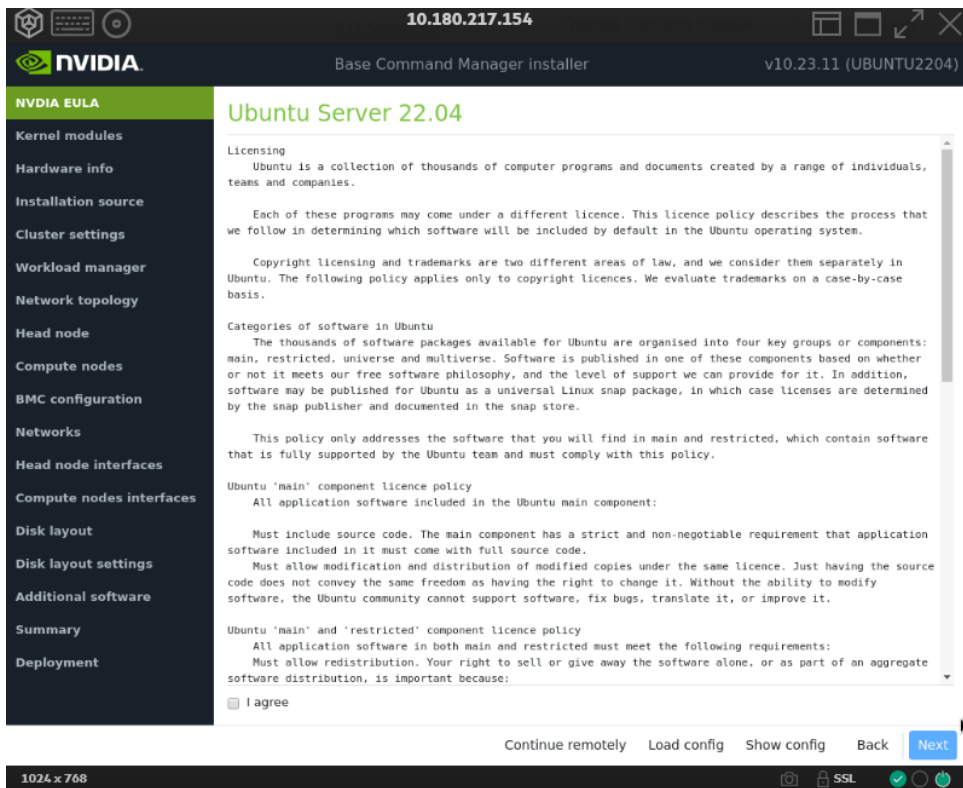 10.180.217.154
NVIDIA.
Base Command Manager installer
v10.23.11 (UBUNTU2204)
NVDIA EULA
Kernel modules
Hardware info
Installation source
Cluster settings
Workload manager
Network topology
Head node
Compute nodes
BMC configuration
Networks
Head node interfaces
Compute nodes interfaces
Disk layout
Disk layout settings
Additional software
Summary
Deployment
Ubuntu Server 22.04
Licensing
Ubuntu is a collection of thousands of computer programs and documents created by a range of individuals,
teams and companies.
Each of these programs may come under a different licence. This licence policy describes the process that
we follow in determining which software will be included by default in the Ubuntu operating system.
Copyright licensing and trademarks are two different areas of law, and we consider them separately in
Ubuntu. The following policy applies only to copyright licences. We evaluate trademarks on a case-by-case
basis.
Categories of software in Ubuntu
The thousands of software packages available for Ubuntu are organised into four key groups or components:
main, restricted, universe and multiverse. Software is published in one of these components based on whether
or not it meets our free software philosophy, and the level of support we can provide for it. In addition,
software may be published for Ubuntu as a universal Linux snap package, in which case licenses are determined
by the snap publisher and documented in the snap store.
This policy only addresses the software that you will find in main and restricted, which contain software
that is fully supported by the Ubuntu team and must comply with this policy.
Ubuntu 'main' component licence policy
All application software included in the Ubuntu main component:
Must include source code. The main component has a strict and non-negotiable requirement that application
software included in it must come with full source code.
Must allow modification and distribution of modified copies under the same licence. Just having the source
code does not convey the same freedom as having the right to change it. Without the ability to modify
software, the Ubuntu community cannot support software, fix bugs, translate it, or improve it.
Ubuntu 'main' and 'restricted' component licence policy
All application software in both main and restricted must meet the following requirements:
Must allow redistribution. Your right to sell or give away the software alone, or as part of an aggregate
software distribution, is important because:
I agree
Continue remotely
Load config
Show config
Back
Next
1024 x 768
SSL